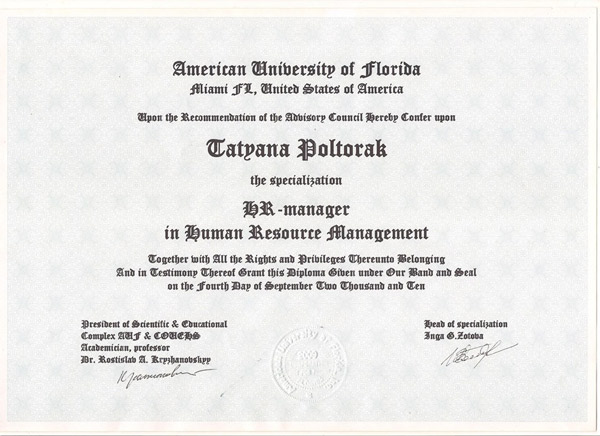 American University of Florida
Miami FL, United States of America
Upon the Recommendation of the Advisory Council Hereby Confer upon
Tatyana Poltorak
the specialization
HR-manager
in Human Resource Management
Together with All the Rights and Privileges Thereunto Belonging
And in Testimony Thereof Grant this Diploma Given under Our Band and Seal
on the Fourth Day of September Two Thousand and Ten
President of Scientific & Educational
Complex AUF & COUEHS
Academician, professor
Dr. Rostislav A. Kryzhanovskyy
Head of specialization
Inga G.Zotova